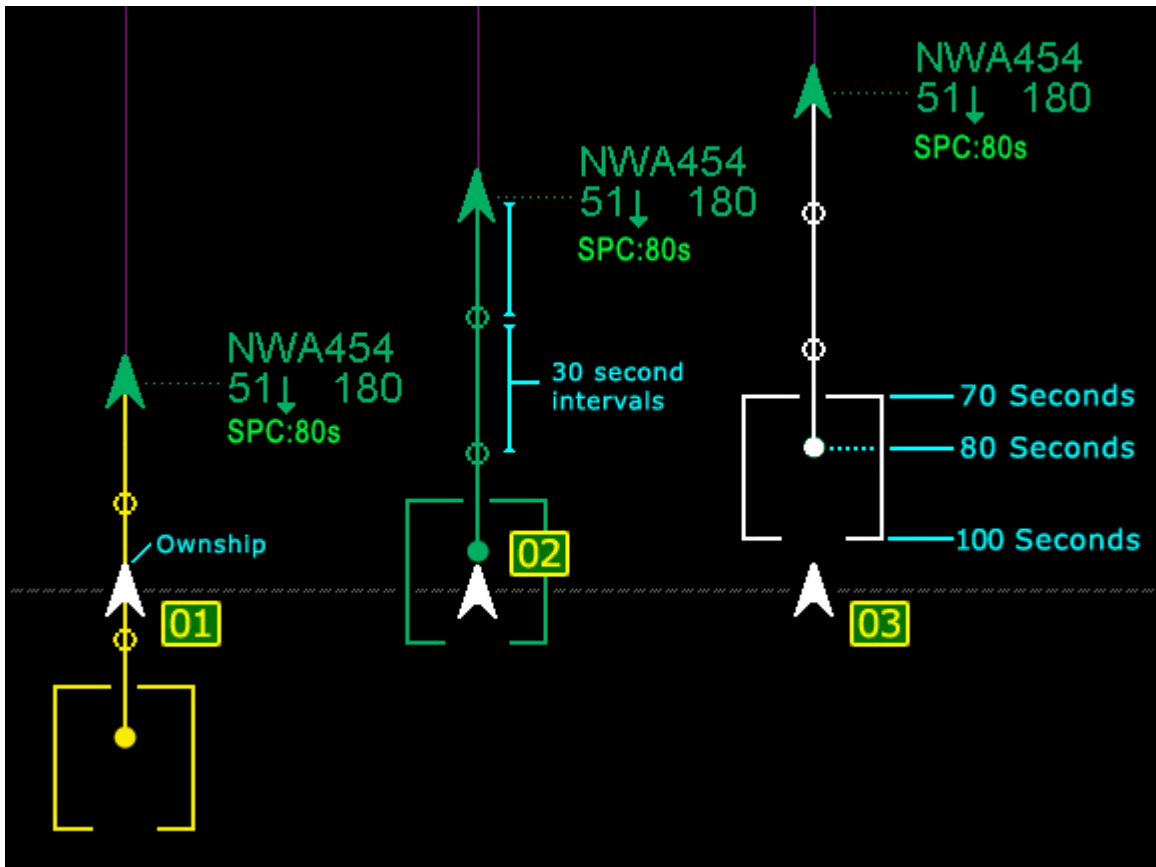 NWA454
51↓ 180
SPC:80s
NWA454
51↓ 180
SPC:80s
NWA454
51↓ 180
SPC:80s
30 second
intervals
70 Seconds
80 Seconds
100 Seconds
Ownship
01
02
03